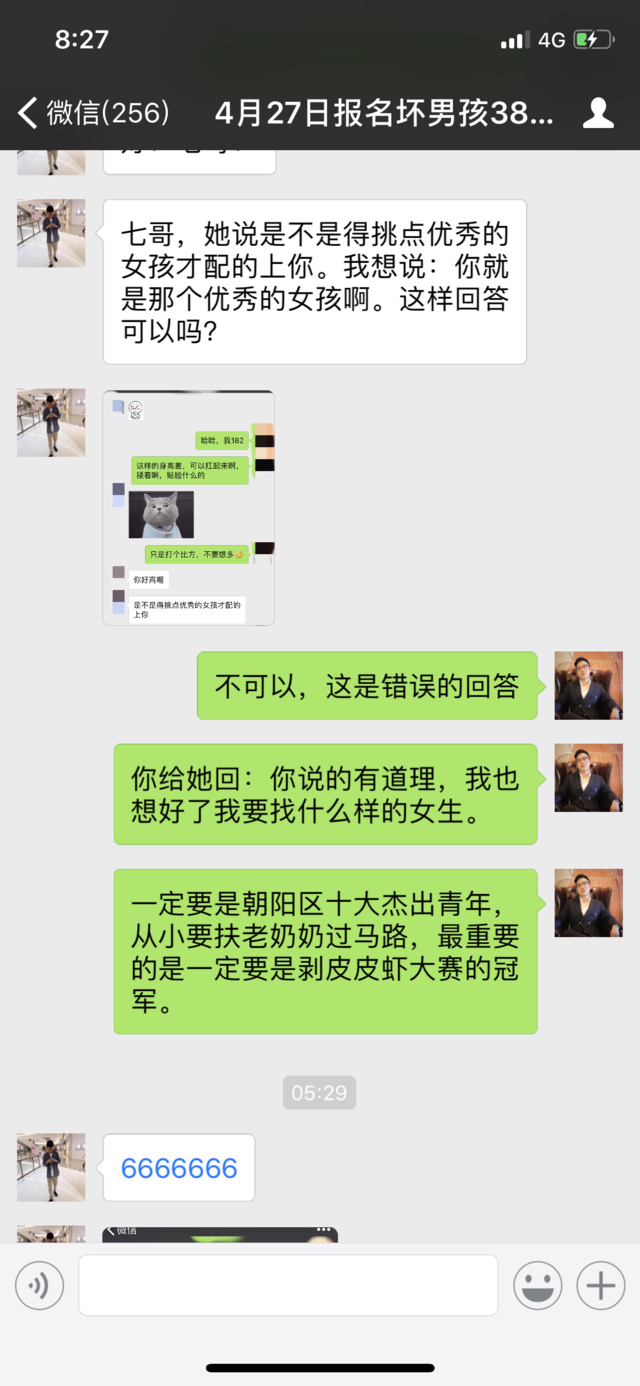 8:27
4G
微信(256)
4月27日报名坏男孩38...
七哥，她说是不是得挑点优秀的
女孩才配的上你。我想说：你就
是那个优秀的女孩啊。这样回答
可以吗？
哈哈，我182
这样的身高差，可以扛起来啊，
搂着啊，贴脸什么的
只是打个比方，不要想多
你好高喔
是不是得挑点优秀的女孩才配的
上你
不可以，这是错误的回答
你给她回：你说的有道理，我也
想好了我要找什么样的女生。
一定要是朝阳区十大杰出青年，
从小要扶老奶奶过马路，最重要
的是一定要是剥皮皮虾大赛的冠
军。
05:29
6666666
微信